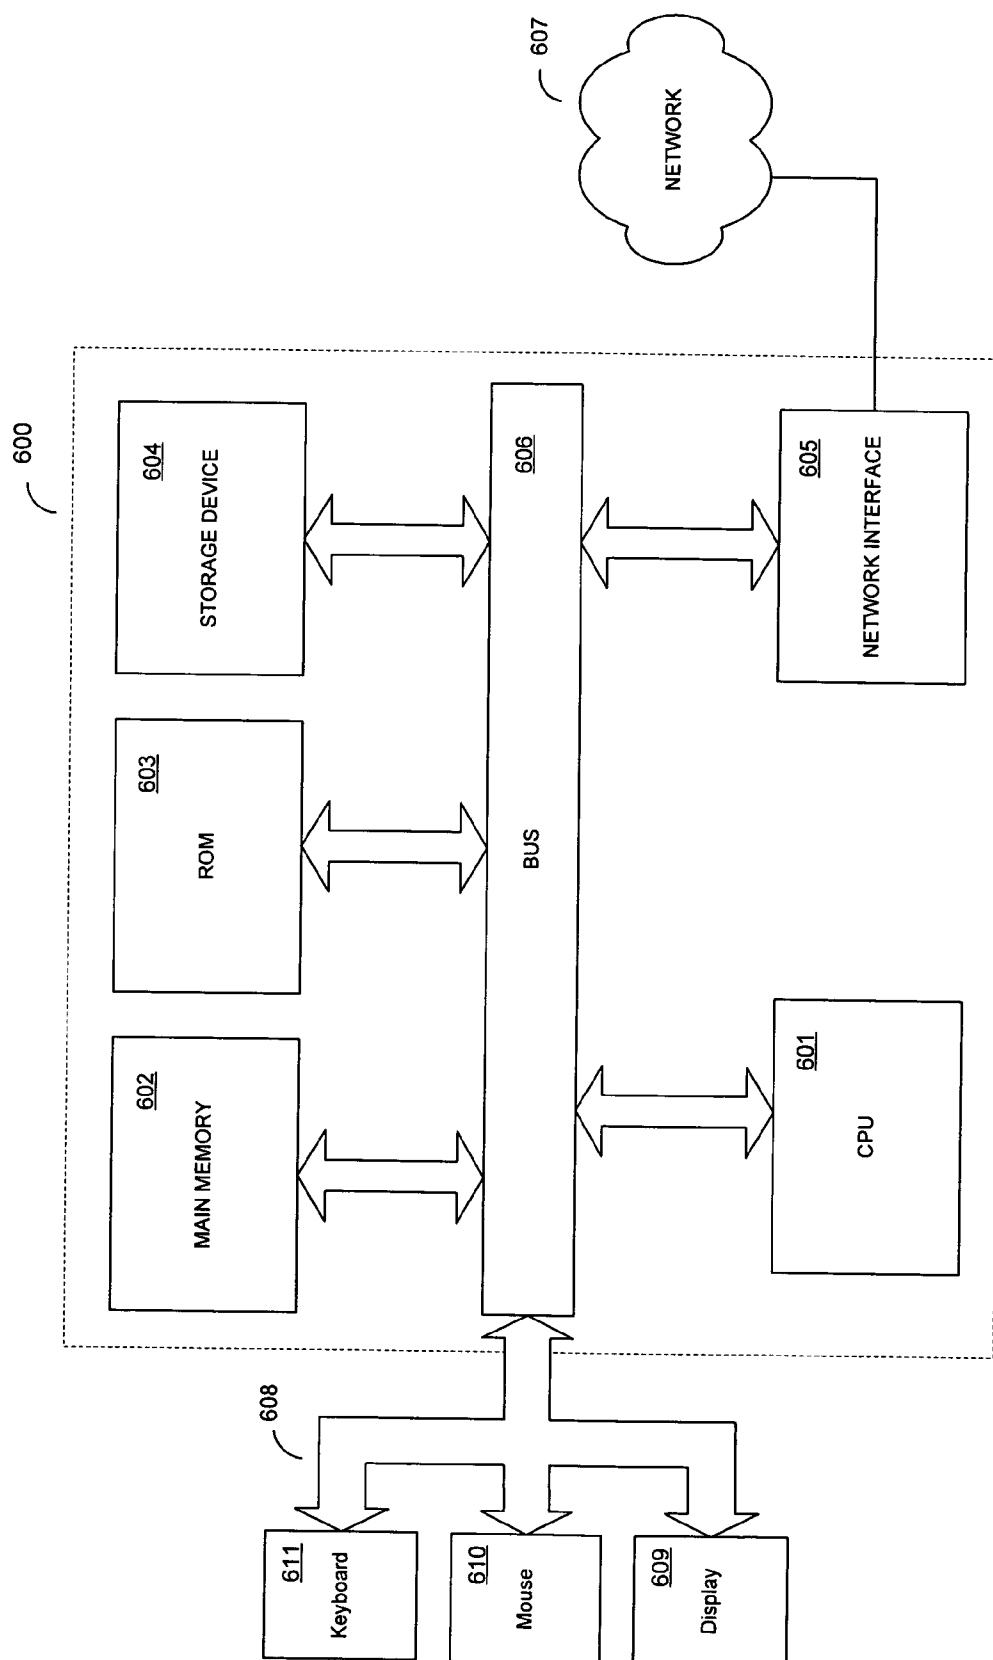 600
607
NETWORK
602
MAIN MEMORY
603
ROM
604
STORAGE DEVICE
608
611
Keyboard
610
Mouse
609
Display
606
BUS
601
CPU
605
NETWORK INTERFACE